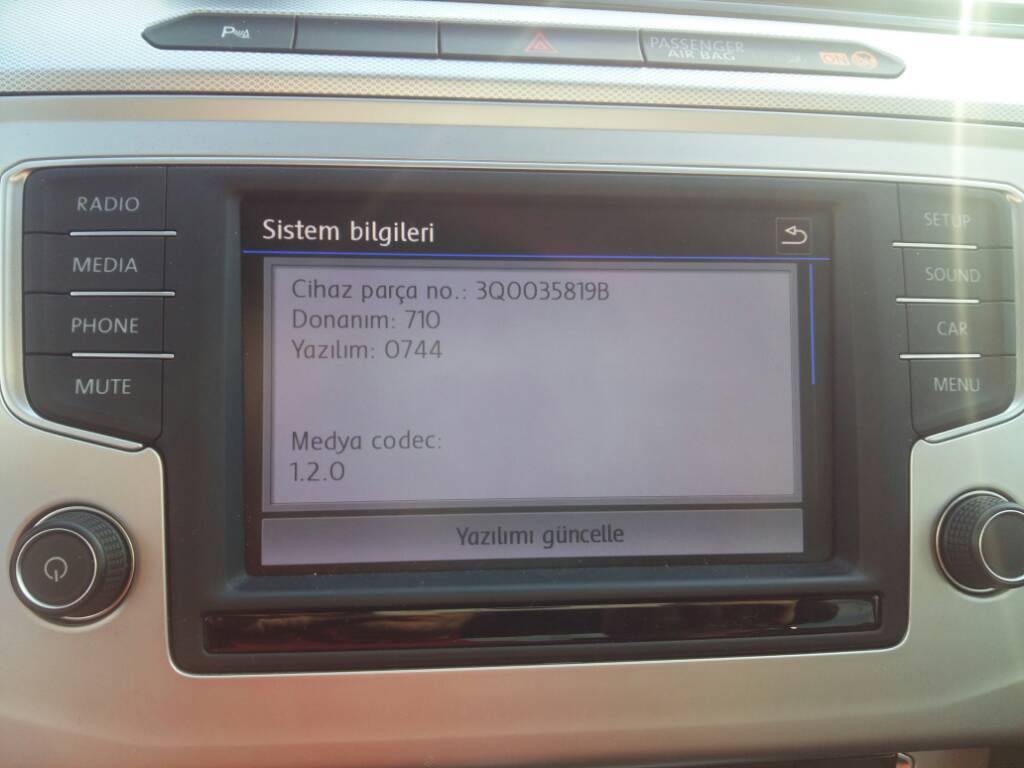 PASSENGER
AIR BAG
ON
RADIO
MEDIA
PHONE
MUTE
Sistem bilgileri
Cihaz parça no.: 3Q0035819B
Donanım: 710
Yazılım: 0744
Medya codec:
1.2.0
Yazılımı güncelle
SETUP
SOUND
CAR
MENU